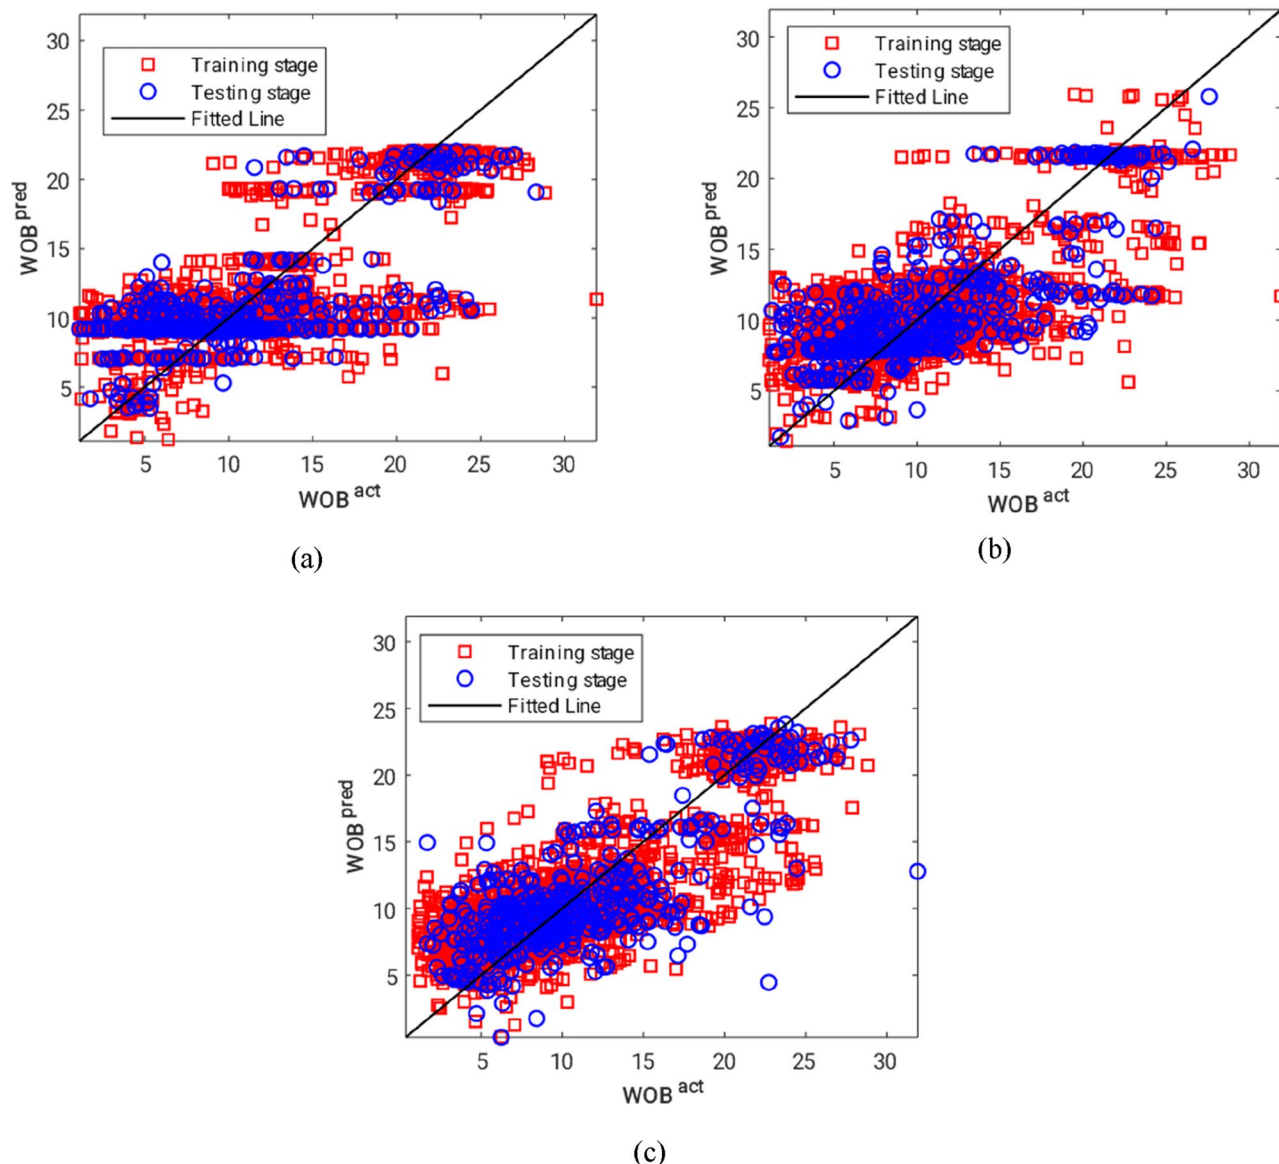 30
25
20
15
10
5
WOB pred
Training stage
Testing stage
Fitted Line
5 10 15 20 25 30
WOB act
(a)
30
25
20
15
10
5
WOB pred
Training stage
Testing stage
Fitted Line
5 10 15 20 25 30
WOB act
(b)
30
25
20
15
10
5
WOB pred
Training stage
Testing stage
Fitted Line
5 10 15 20 25 30
WOB act
(c)